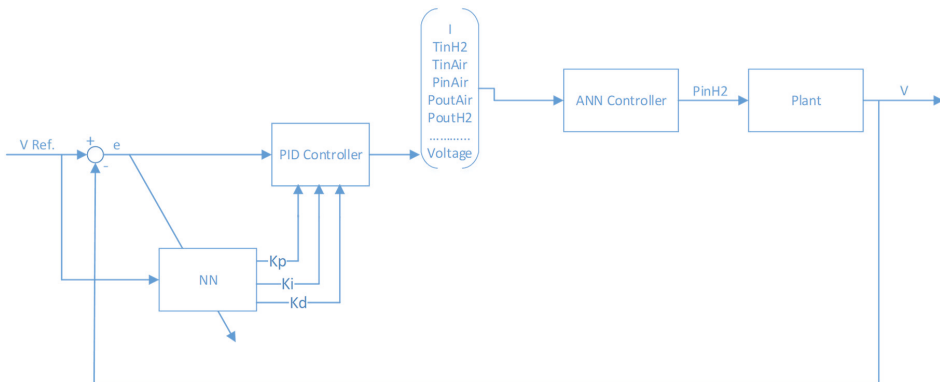 V Ref.
+
-
e
PID Controller
NN
Kp
Ki
Kd
I
TinH2
TinAir
PinAir
PoutAir
PoutH2
............
Voltage
ANN Controller
PinH2
Plant
V